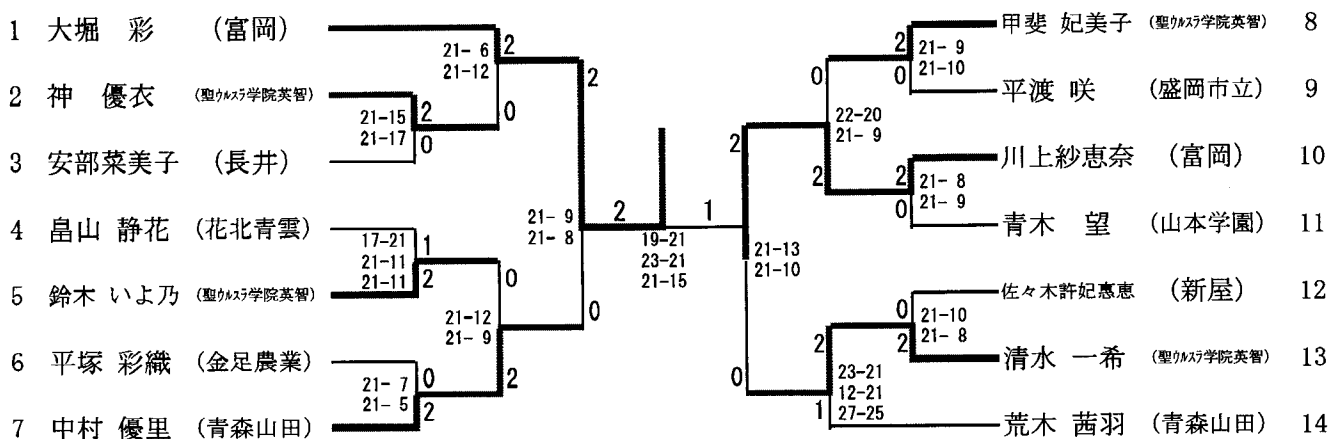 1 大堀 彩 (富岡)
21- 6 2
21-12
0
2 神 優衣 (聖ウルスラ学院英智)
21-15 2
21-17 0
3 安部菜美子 (長井)
2
21- 9
21- 8
4 畠山 静花 (花北青雲)
17-21 1
21-11
21-11 2
5 鈴木 いよ乃 (聖ウルスラ学院英智)
0
21-12
21- 9
2
6 平塚 彩織 (金足農業)
21- 7 0
21- 5 2
7 中村 優里 (青森山田)
0
2 1
19-21
23-21
21-15
甲斐 妃美子 (聖ウルスラ学院英智) 8
2 21- 9
0 21-10
平渡 咲 (盛岡市立) 9
0
22-20
21- 9
2
川上紗恵奈 (富岡) 10
2 21- 8
0 21- 9
青木 望 (山本学園) 11
2
21-13
21-10
0
佐々木許妃惠恵 (新屋) 12
0 21-10
2 21- 8
清水 一希 (聖ウルスラ学院英智) 13
2
23-21
12-21
27-25
1
荒木 茜羽 (青森山田) 14